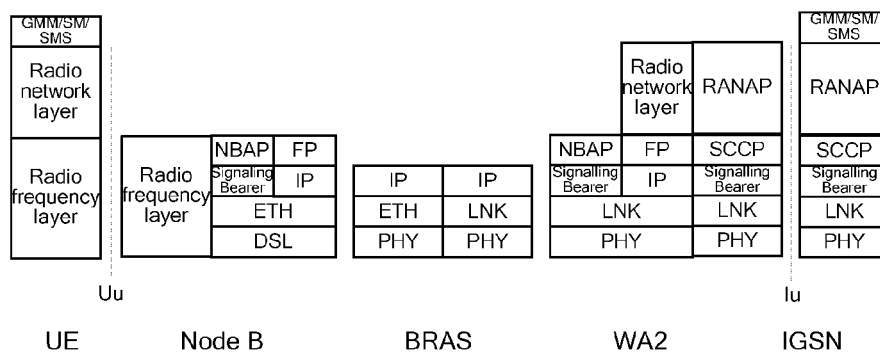 GMM/SM/
SMS
Radio
network
layer
Radio
frequency
layer
Uu
UE
Radio
frequency
layer
NBAP
FP
Signaling
Bearer
IP
ETH
DSL
Node B
IP
IP
ETH
LNK
PHY
PHY
BRAS
Radio
network
layer
RANAP
NBAP
FP
SCCP
Signalling
Bearer
IP
Signalling
Bearer
LNK
LNK
PHY
PHY
WA2
Iu
GMM/SM/
SMS
RANAP
SCCP
Signalling
Bearer
LNK
PHY
IGSN